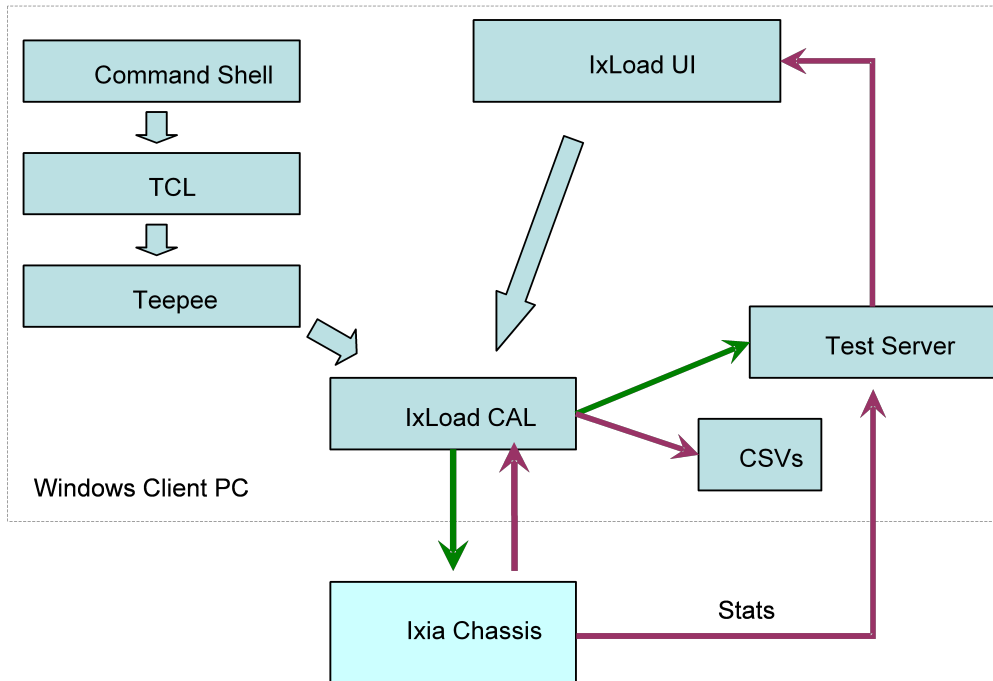 Command Shell
IxLoad UI
TCL
Teepee
Test Server
IxLoad CAL
CSVs
Windows Client PC
Ixia Chassis
Stats